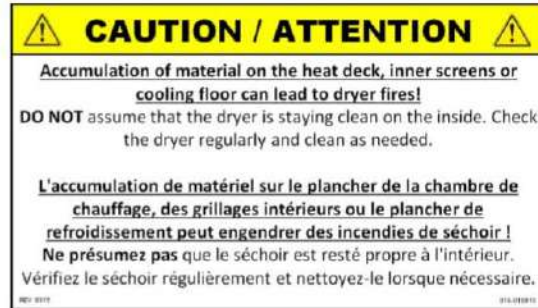 CAUTION / ATTENTION
Accumulation of material on the heat deck, inner screens or
cooling floor can lead to dryer fires!
DO NOT assume that the dryer is staying clean on the inside. Check
the dryer regularly and clean as needed.
L'accumulation de matériel sur le plancher de la chambre de
chauffage, des grillages intérieurs ou le plancher de
refroidissement peut engendrer des incendies de séchoir !
Ne présumez pas que le séchoir est resté propre à l'intérieur.
Vérifiez le séchoir régulièrement et nettoyez-le lorsque nécessaire.
REV